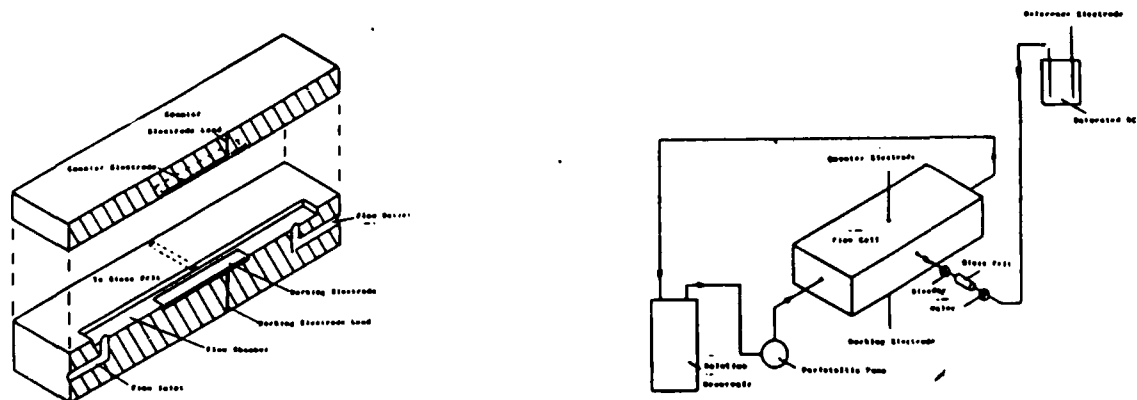 Counter
Electrode Lead
Counter Electrode
Flow Outlet
To Glass Frit
Working Electrode
Working Electrode Lead
Flow Chamber
Flow Inlet
Reference Electrode
Saturated
Counter Electrode
Flow Cell
Glass Frit
Working Electrode
Solution
Reservoir
Peristaltic Pump